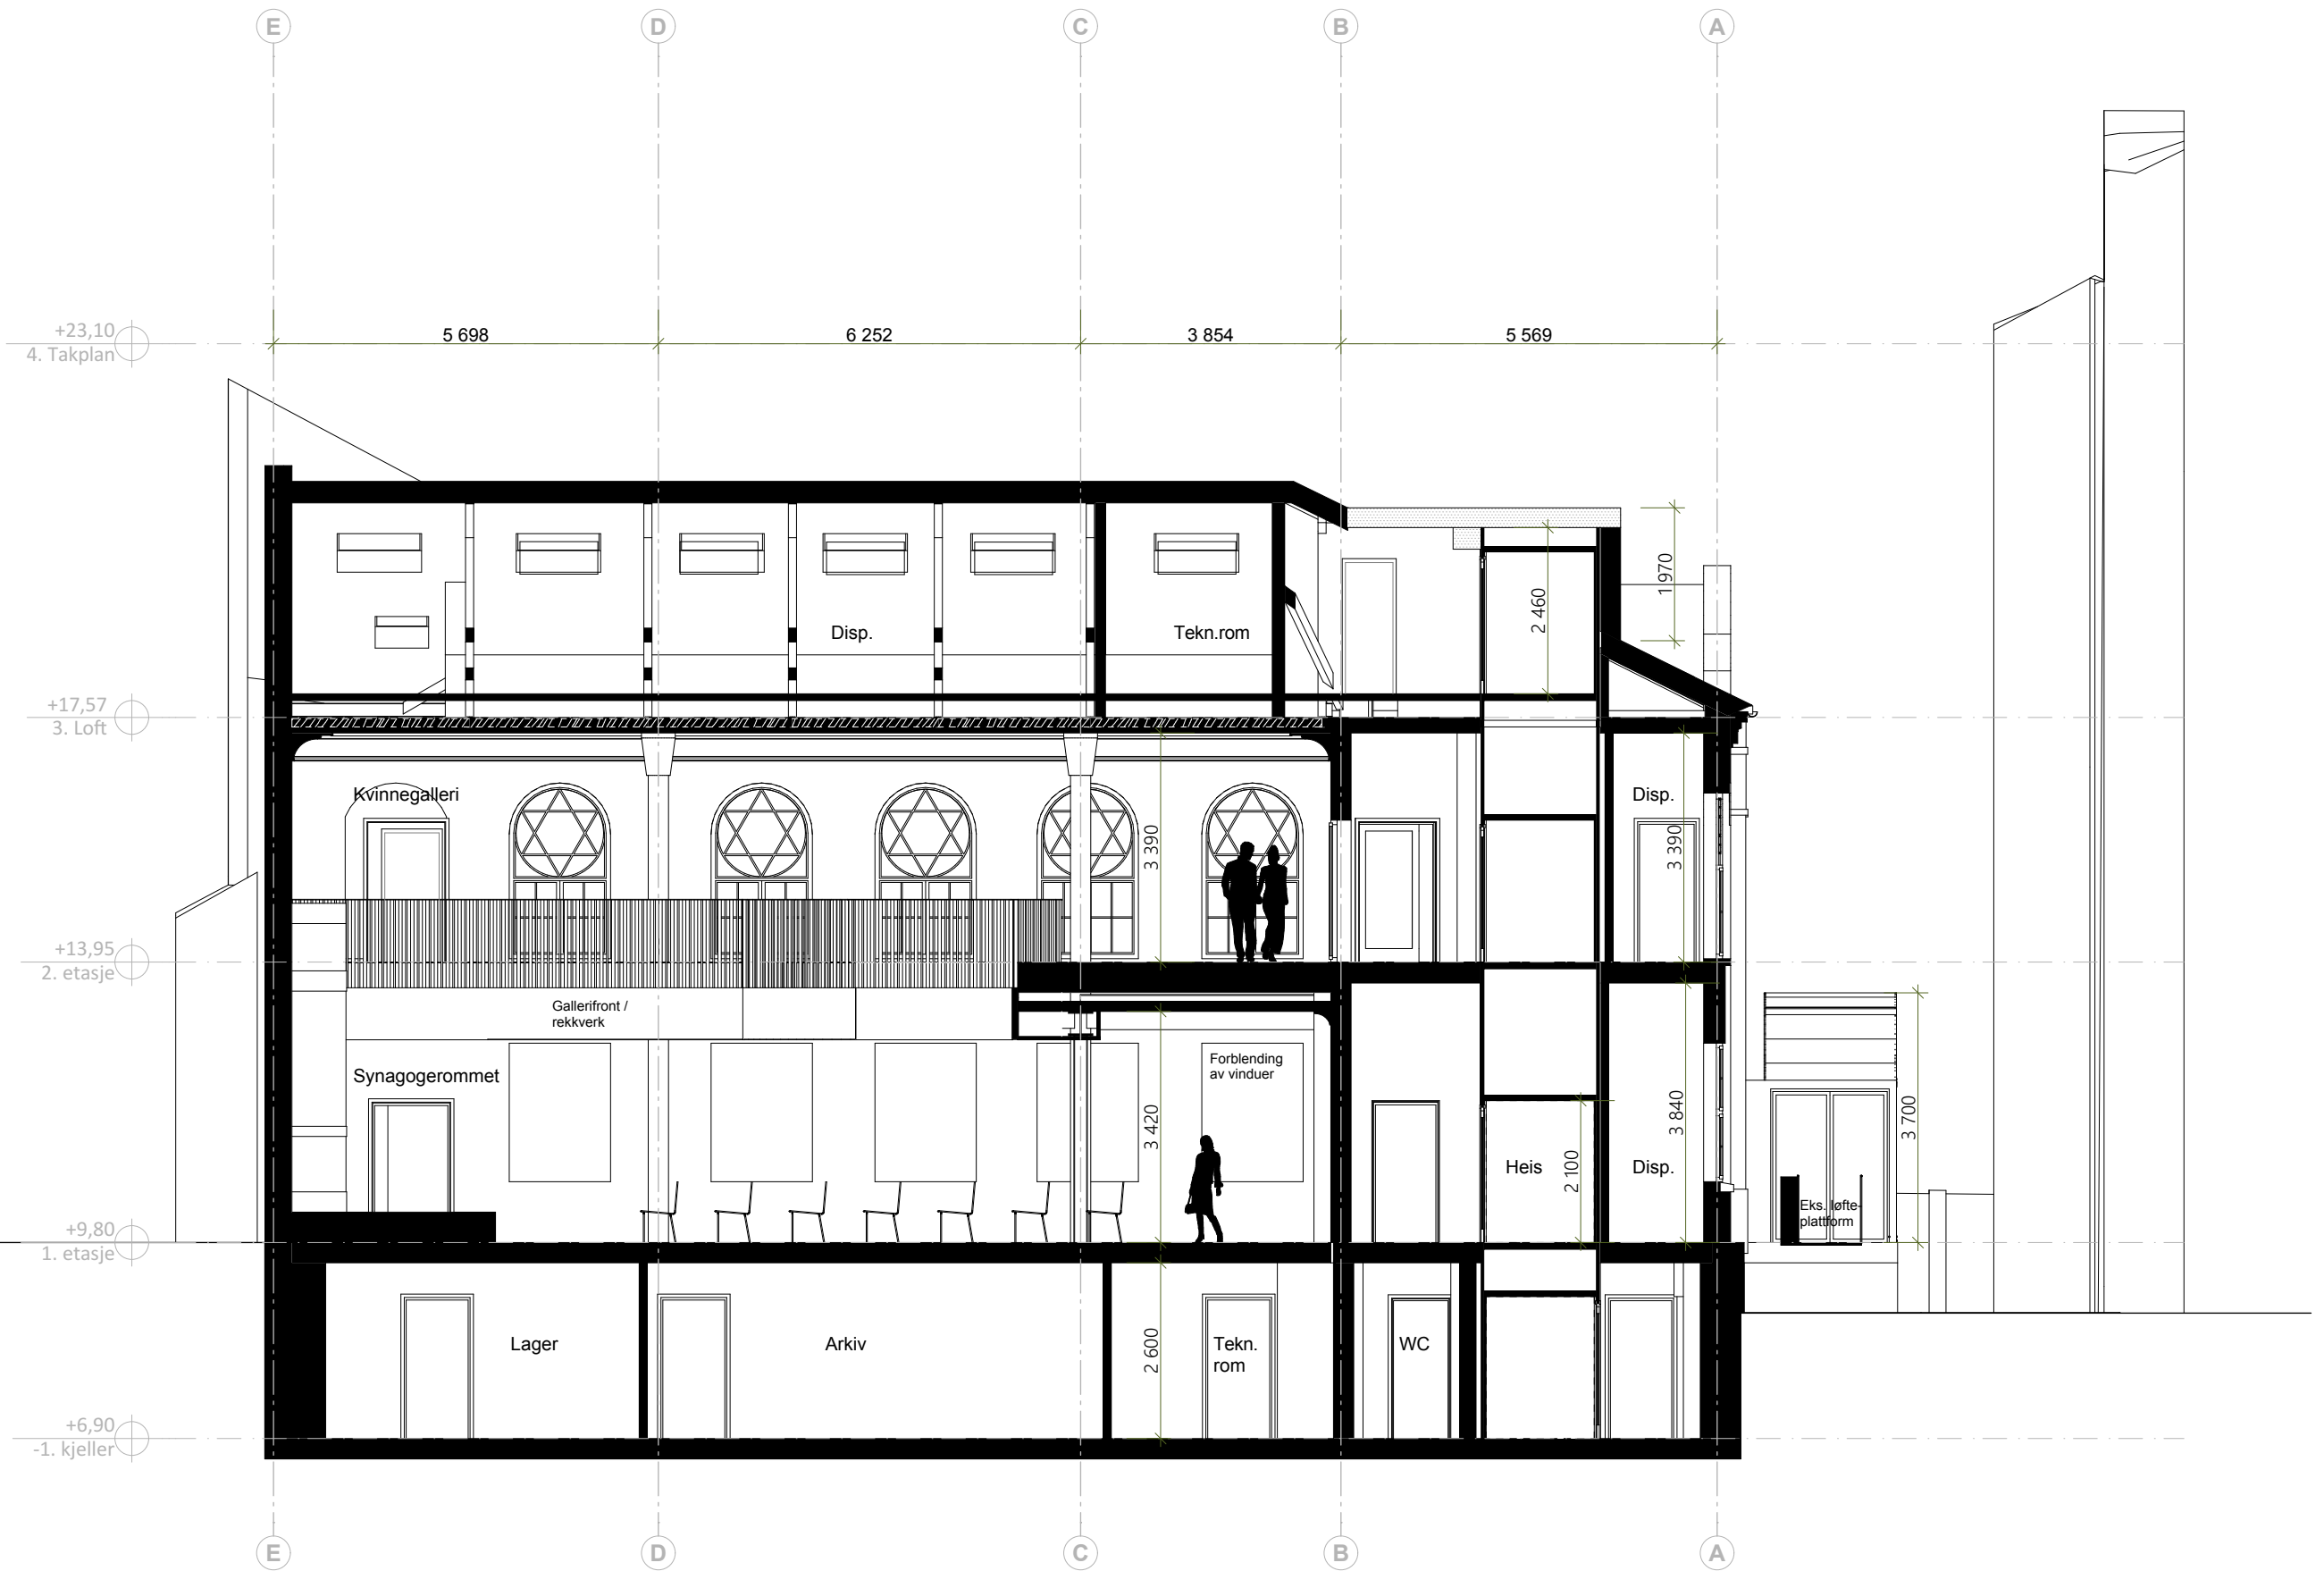 E D C B A
+23,10
4. Takplan
5 698 6 252 3 854 5 569
1 970
2 460
Disp. Tekn.rom
+17,57
3. Loft
Kvinnegalleri Disp.
3 390 3 390
+13,95
2. etasje
Gallerifront /
rekkverk
Forblending
av vinduer
Synagogerommet
3 420 2 100 3 840 3 700
Heis Disp.
Eks. løfte-
plattform
+9,80
1. etasje
Lager Arkiv Tekn.
rom
WC
2 600
+6,90
-1. kjeller
E D C B A